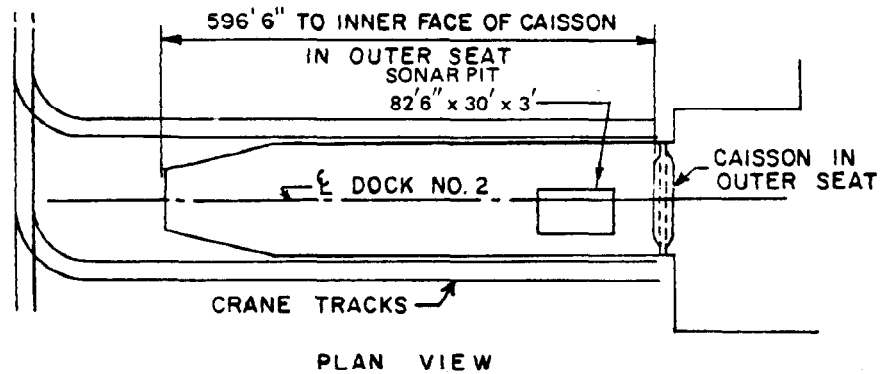 596'6" TO INNER FACE OF CAISSON
IN OUTER SEAT
SONAR PIT
82'6" x 30' x 3'
CAISSON IN
OUTER SEAT
℄ DOCK NO. 2
CRANE TRACKS
PLAN VIEW